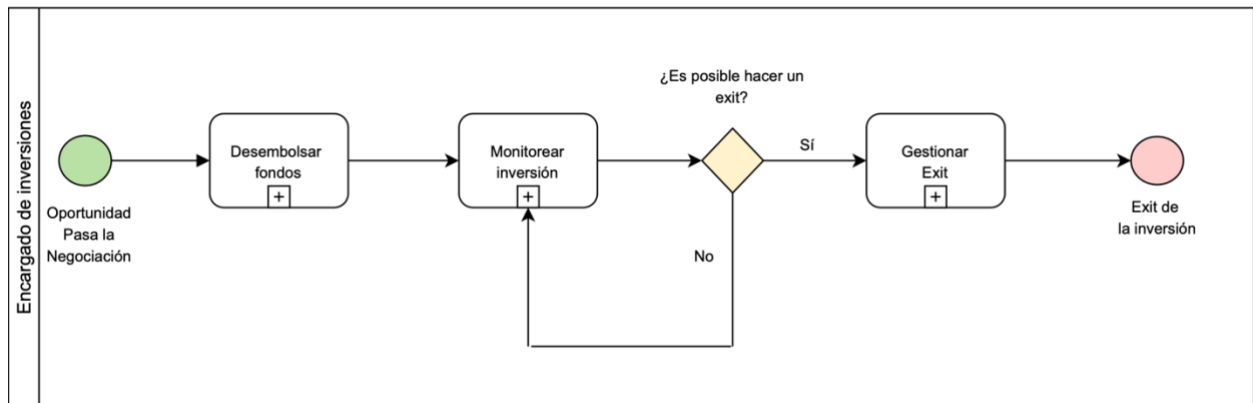 Encargado de inversiones
Oportunidad
Pasa la
Negociación
Desembolsar
fondos
+
Monitorear
inversión
+
¿Es posible hacer un
exit?
Sí
No
Gestionar
Exit
+
Exit de
la inversión